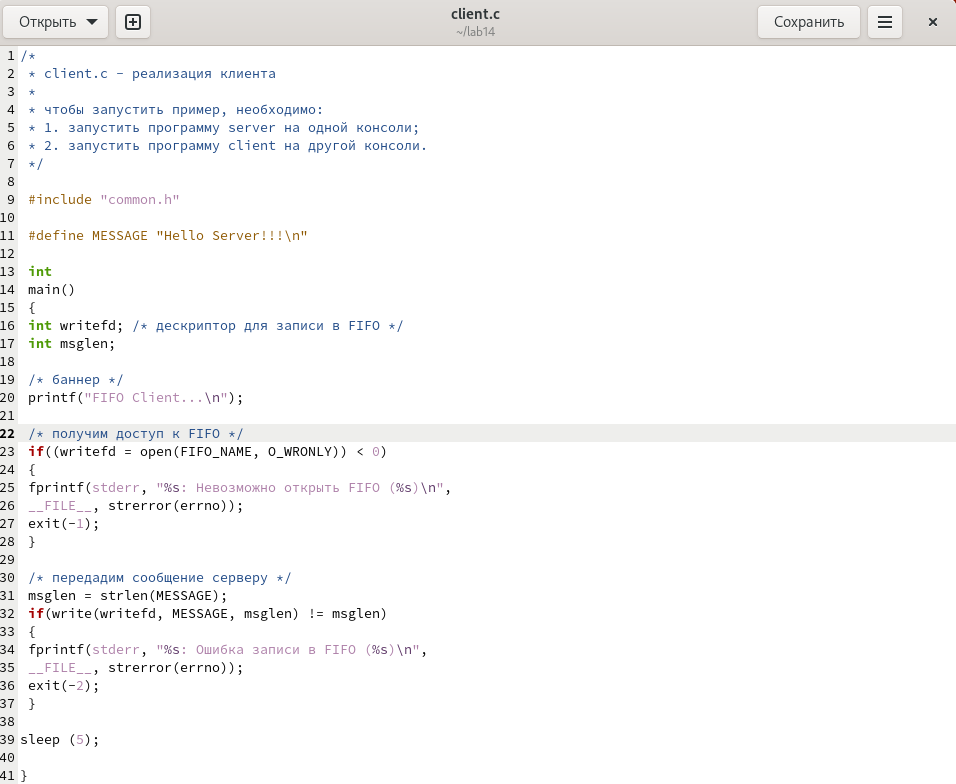 Открыть
client.c
~/lab14
Сохранить
1 /*
2 * client.c - реализация клиента
3 *
4 * чтобы запустить пример, необходимо:
5 * 1. запустить программу server на одной консоли;
6 * 2. запустить программу client на другой консоли.
7 */
8
9 #include "common.h"
10
11 #define MESSAGE "Hello Server!!!\n"
12
13 int
14 main()
15 {
16 int writefd; /* дескриптор для записи в FIFO */
17 int msglen;
18
19 /* баннер */
20 printf("FIFO Client...\n");
21
22 /* получим доступ к FIFO */
23 if((writefd = open(FIFO_NAME, O_WRONLY)) < 0)
24 {
25 fprintf(stderr, "%s: Невозможно открыть FIFO (%s)\n",
26 __FILE__, strerror(errno));
27 exit(-1);
28 }
29
30 /* передадим сообщение серверу */
31 msglen = strlen(MESSAGE);
32 if(write(writefd, MESSAGE, msglen) != msglen)
33 {
34 fprintf(stderr, "%s: Ошибка записи в FIFO (%s)\n",
35 __FILE__, strerror(errno));
36 exit(-2);
37 }
38
39 sleep (5);
40
41 }